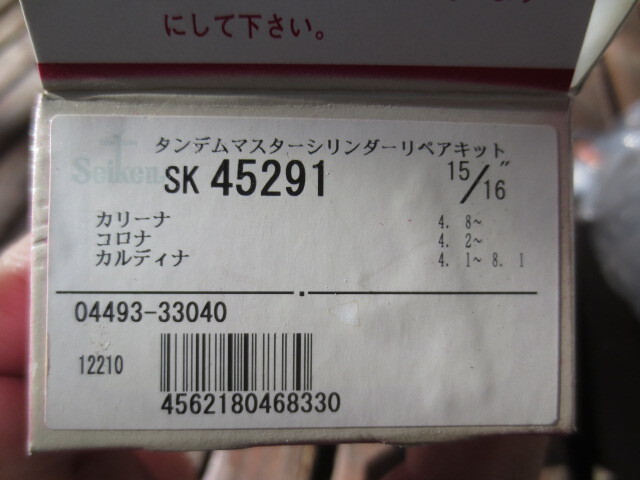 にして下さい。
タンデムマスターシリンダーリペアキット
Seiken
SK 45291 15/16"
カリーナ 4. 8~
コロナ 4. 2~
カルディナ 4. 1~ 8. 1
04493-33040
12210
4562180468330